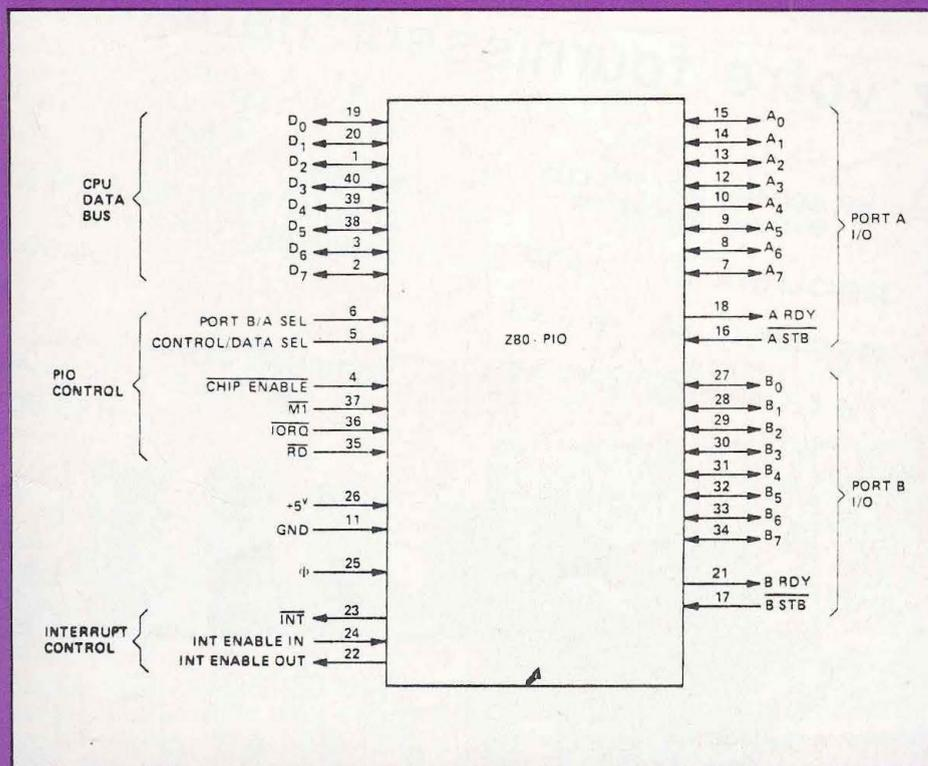 CPU
DATA
BUS
D0 19
D1 20
D2 1
D3 40
D4 39
D5 38
D6 3
D7 2
PIO
CONTROL
PORT B/A SEL 6
CONTROL/DATA SEL 5
CHIP ENABLE 4
M1 37
IORQ 36
RD 35
+5V 26
GND 11
Φ 25
INTERRUPT
CONTROL
INT 23
INT ENABLE IN 24
INT ENABLE OUT 22
Z80-PIO
15 A0
14 A1
13 A2
12 A3
10 A4
9 A5
8 A6
7 A7
18 A RDY
16 A STB
PORT A
I/O
27 B0
28 B1
29 B2
30 B3
31 B4
32 B5
33 B6
34 B7
21 B RDY
17 B STB
PORT B
I/O